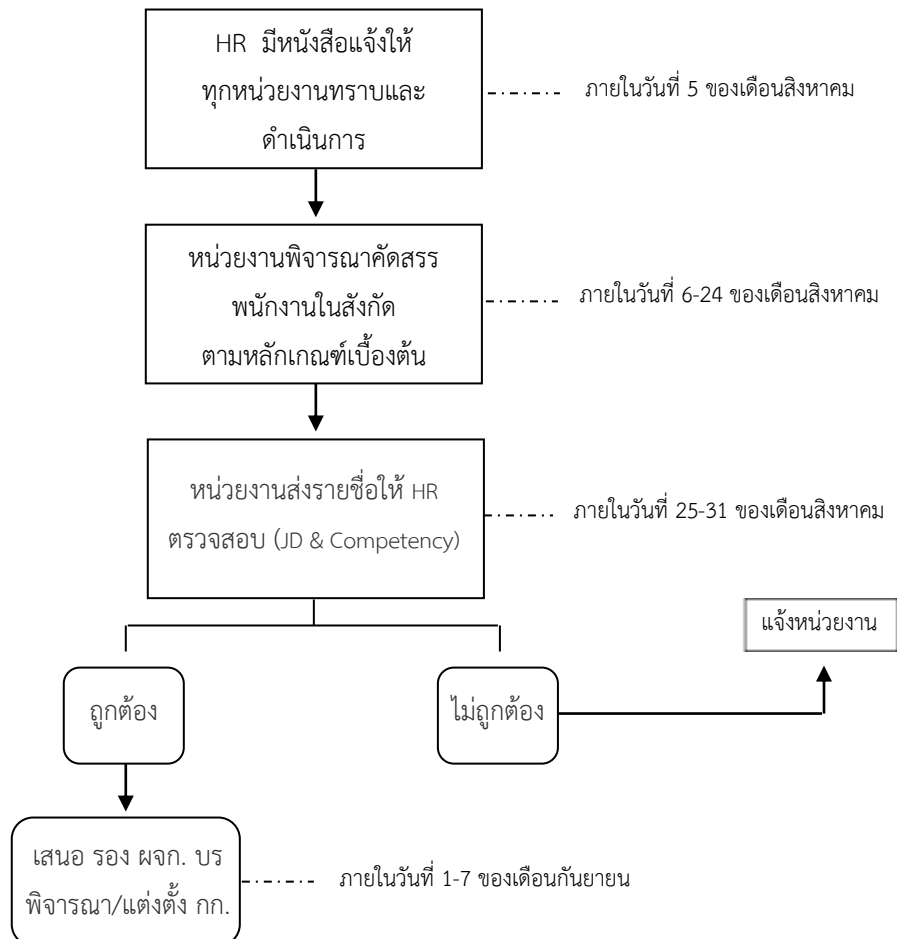 HR มีหนังสือแจ้งให้
ทุกหน่วยงานทราบและ
ดำเนินการ
ภายในวันที่ 5 ของเดือนสิงหาคม
หน่วยงานพิจารณาคัดสรร
พนักงานในสังกัด
ตามหลักเกณฑ์เบื้องต้น
ภายในวันที่ 6-24 ของเดือนสิงหาคม
หน่วยงานส่งรายชื่อให้ HR
ตรวจสอบ (JD & Competency)
ภายในวันที่ 25-31 ของเดือนสิงหาคม
แจ้งหน่วยงาน
ถูกต้อง
ไม่ถูกต้อง
เสนอ รอง ผจก. บร
พิจารณา/แต่งตั้ง กก.
ภายในวันที่ 1-7 ของเดือนกันยายน